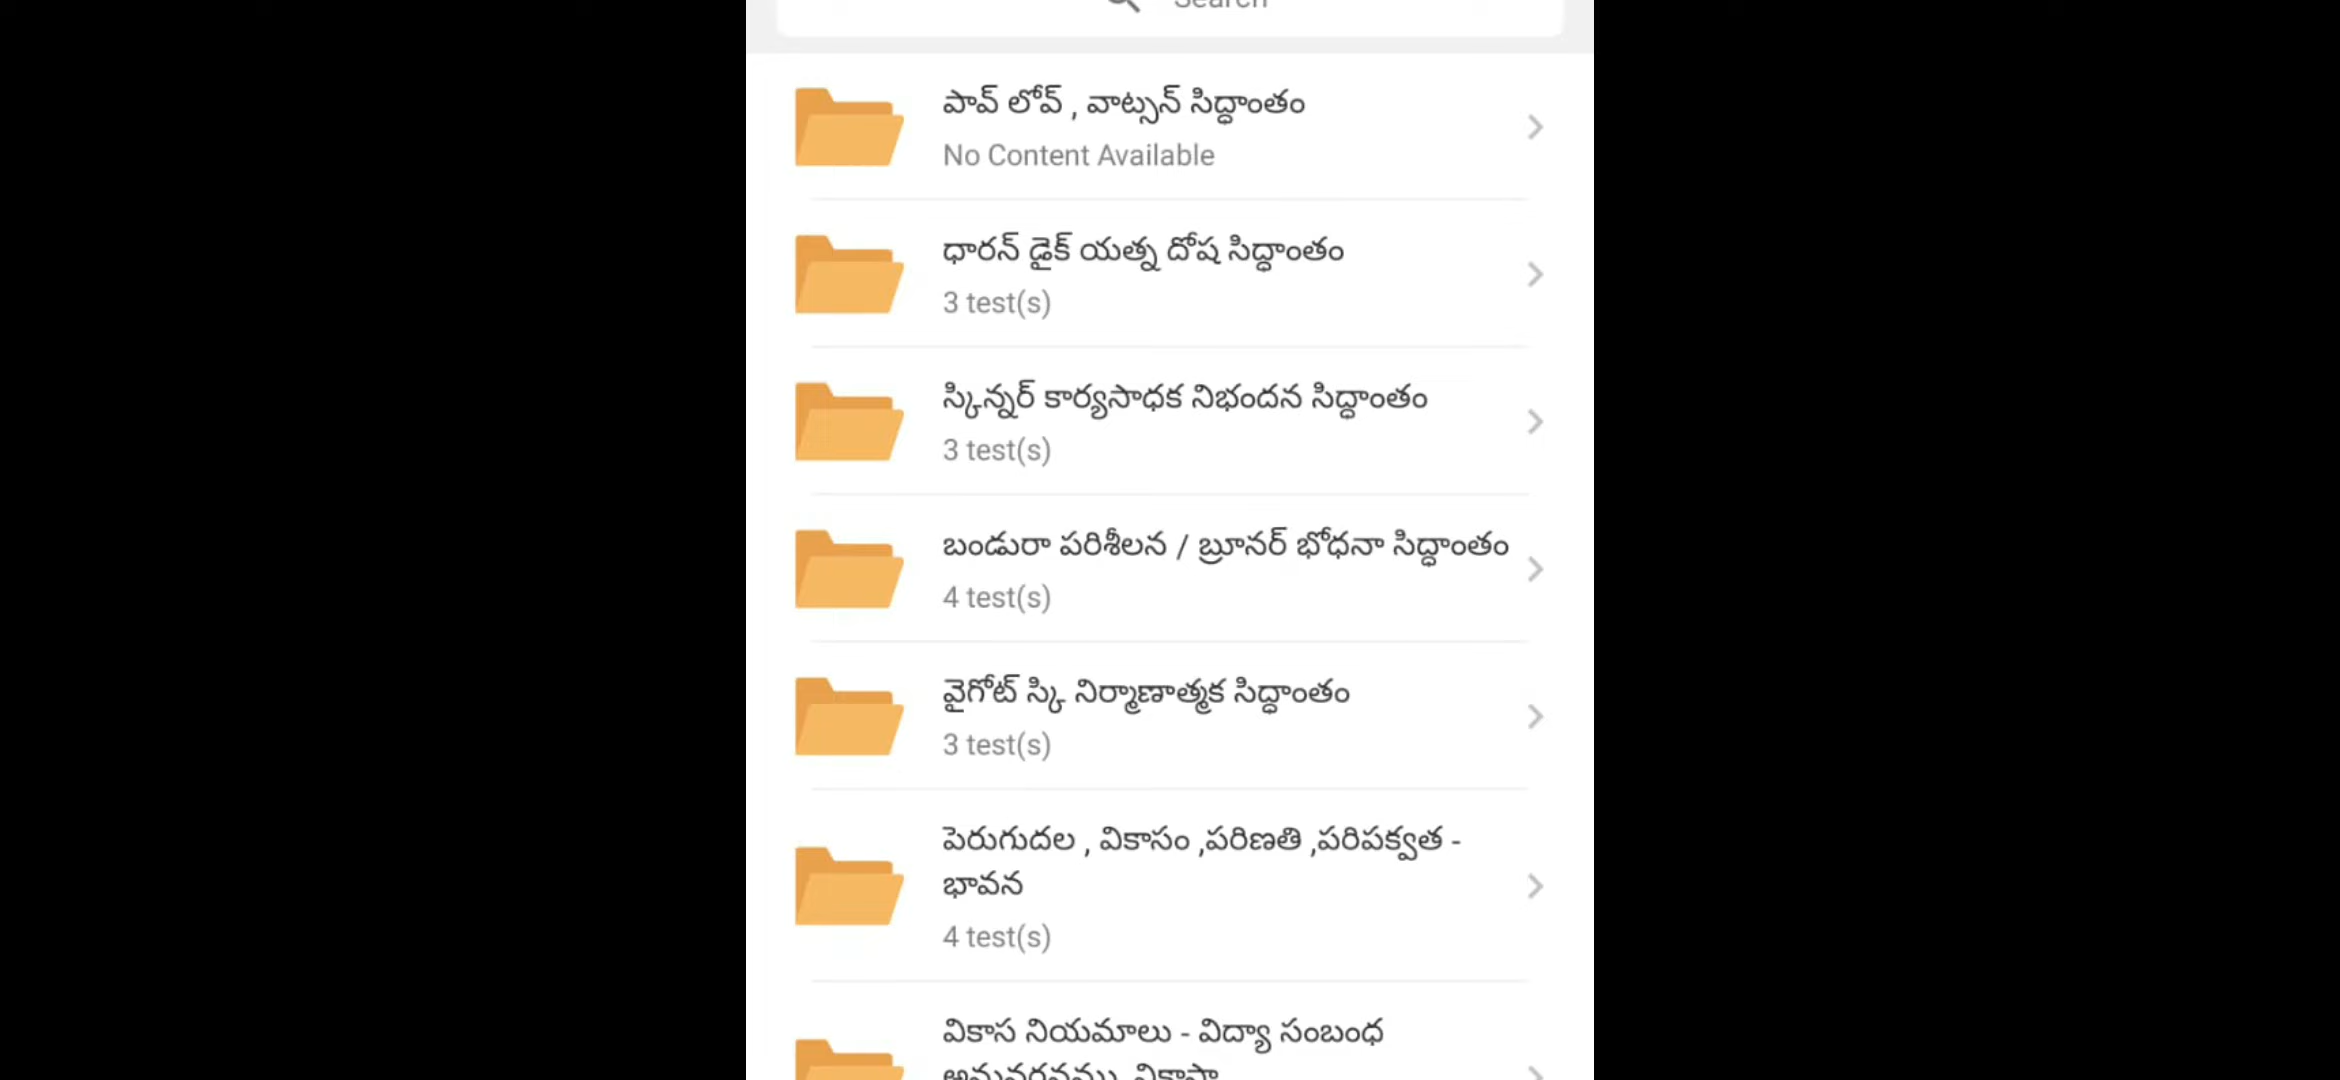 Search
పావ్ లోవ్ , వాట్సన్ సిద్ధాంతం
No Content Available
ధారన్ డైక్ యత్న దోష సిద్ధాంతం
3 test(s)
స్కిన్నర్ కార్యసాధక నిభందన సిద్ధాంతం
3 test(s)
బండురా పరిశీలన / బ్రూనర్ భోధనా సిద్ధాంతం
4 test(s)
వైగోట్ స్కి నిర్మాణాత్మక సిద్ధాంతం
3 test(s)
పెరుగుదల , వికాసం ,పరిణతి ,పరిపక్వత -
భావన
4 test(s)
వికాస నియమాలు - విద్యా సంబంధ